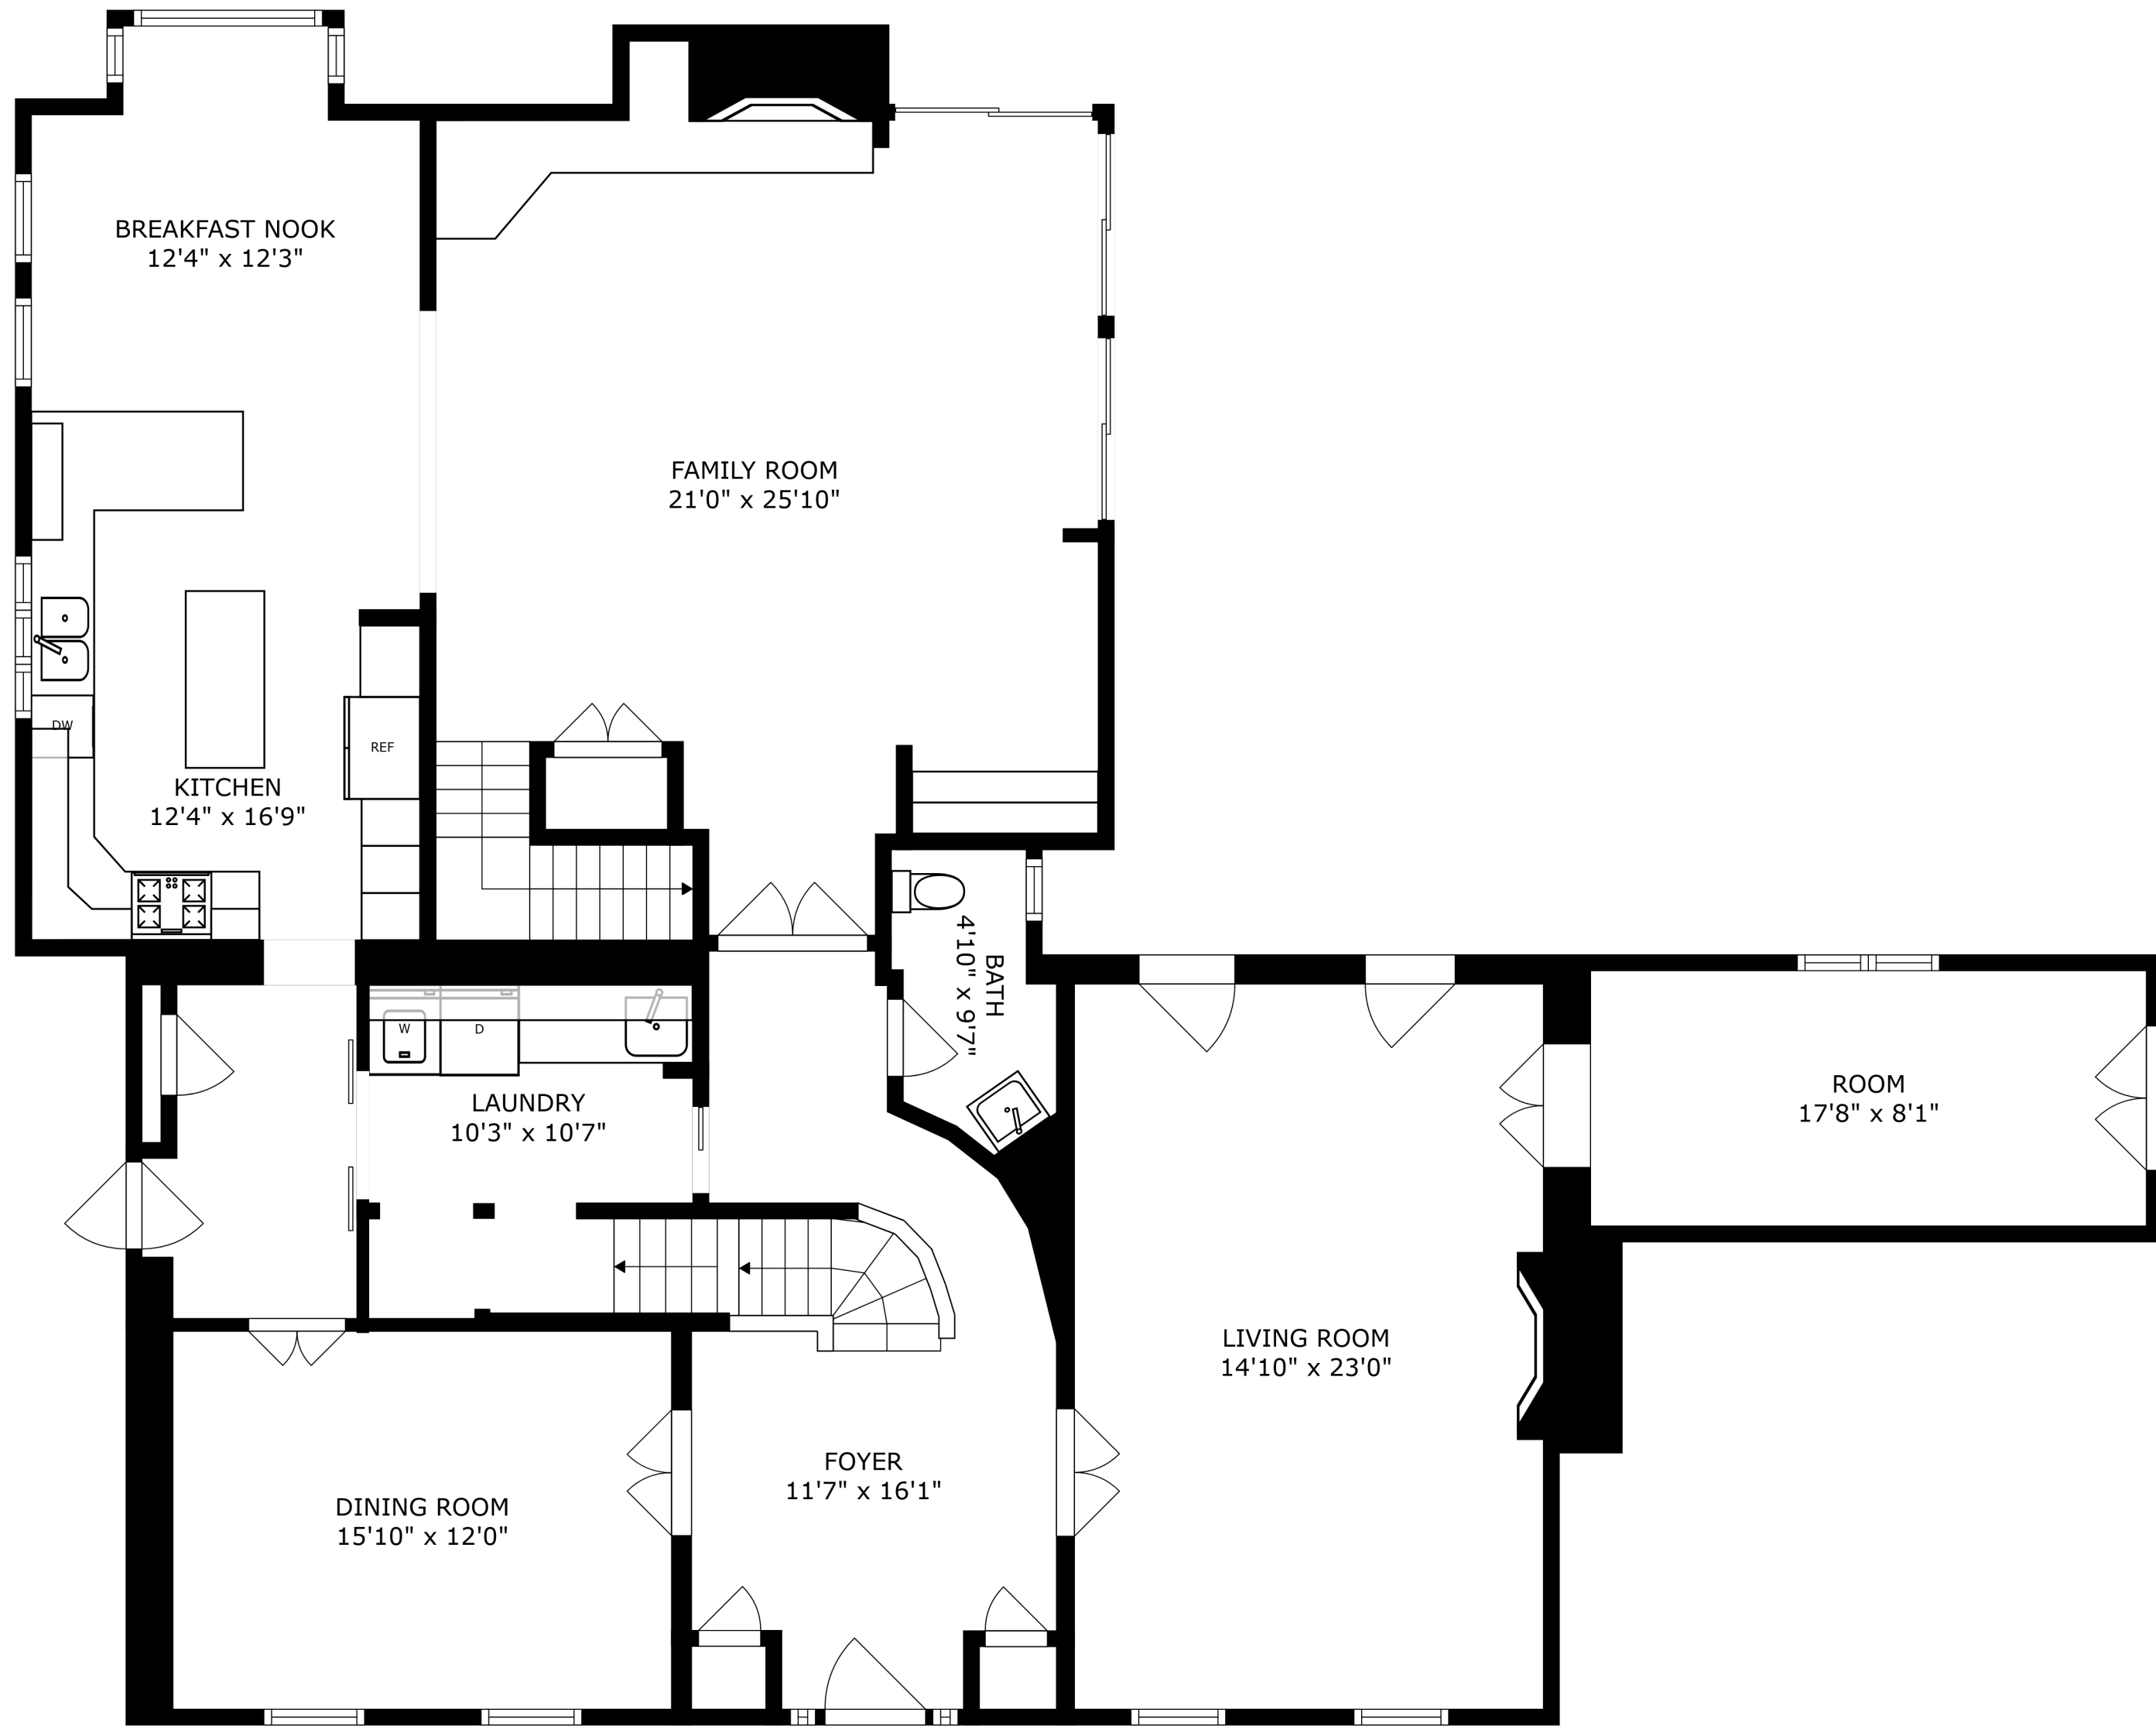 BREAKFAST NOOK
12'4" x 12'3"
FAMILY ROOM
21'0" x 25'10"
DW
REF
KITCHEN
12'4" x 16'9"
BATH
4'10" x 9'7"
W
D
LAUNDRY
10'3" x 10'7"
ROOM
17'8" x 8'1"
LIVING ROOM
14'10" x 23'0"
FOYER
11'7" x 16'1"
DINING ROOM
15'10" x 12'0"